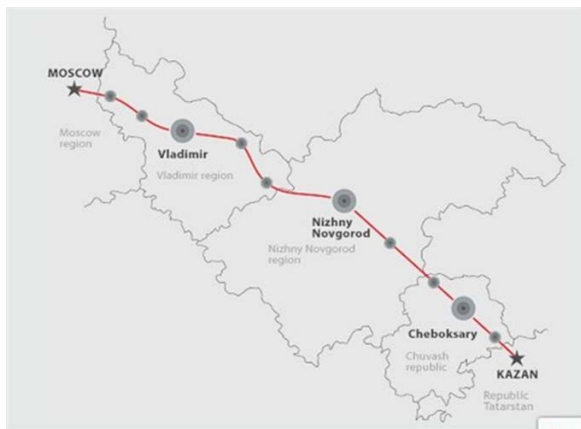 MOSCOW
Moscow
region
Vladimir
Vladimir region
Nizhny
Novgorod
Nizhny Novgorod
region
Cheboksary
Chuvash
republic
KAZAN
Republic
Tatarstan